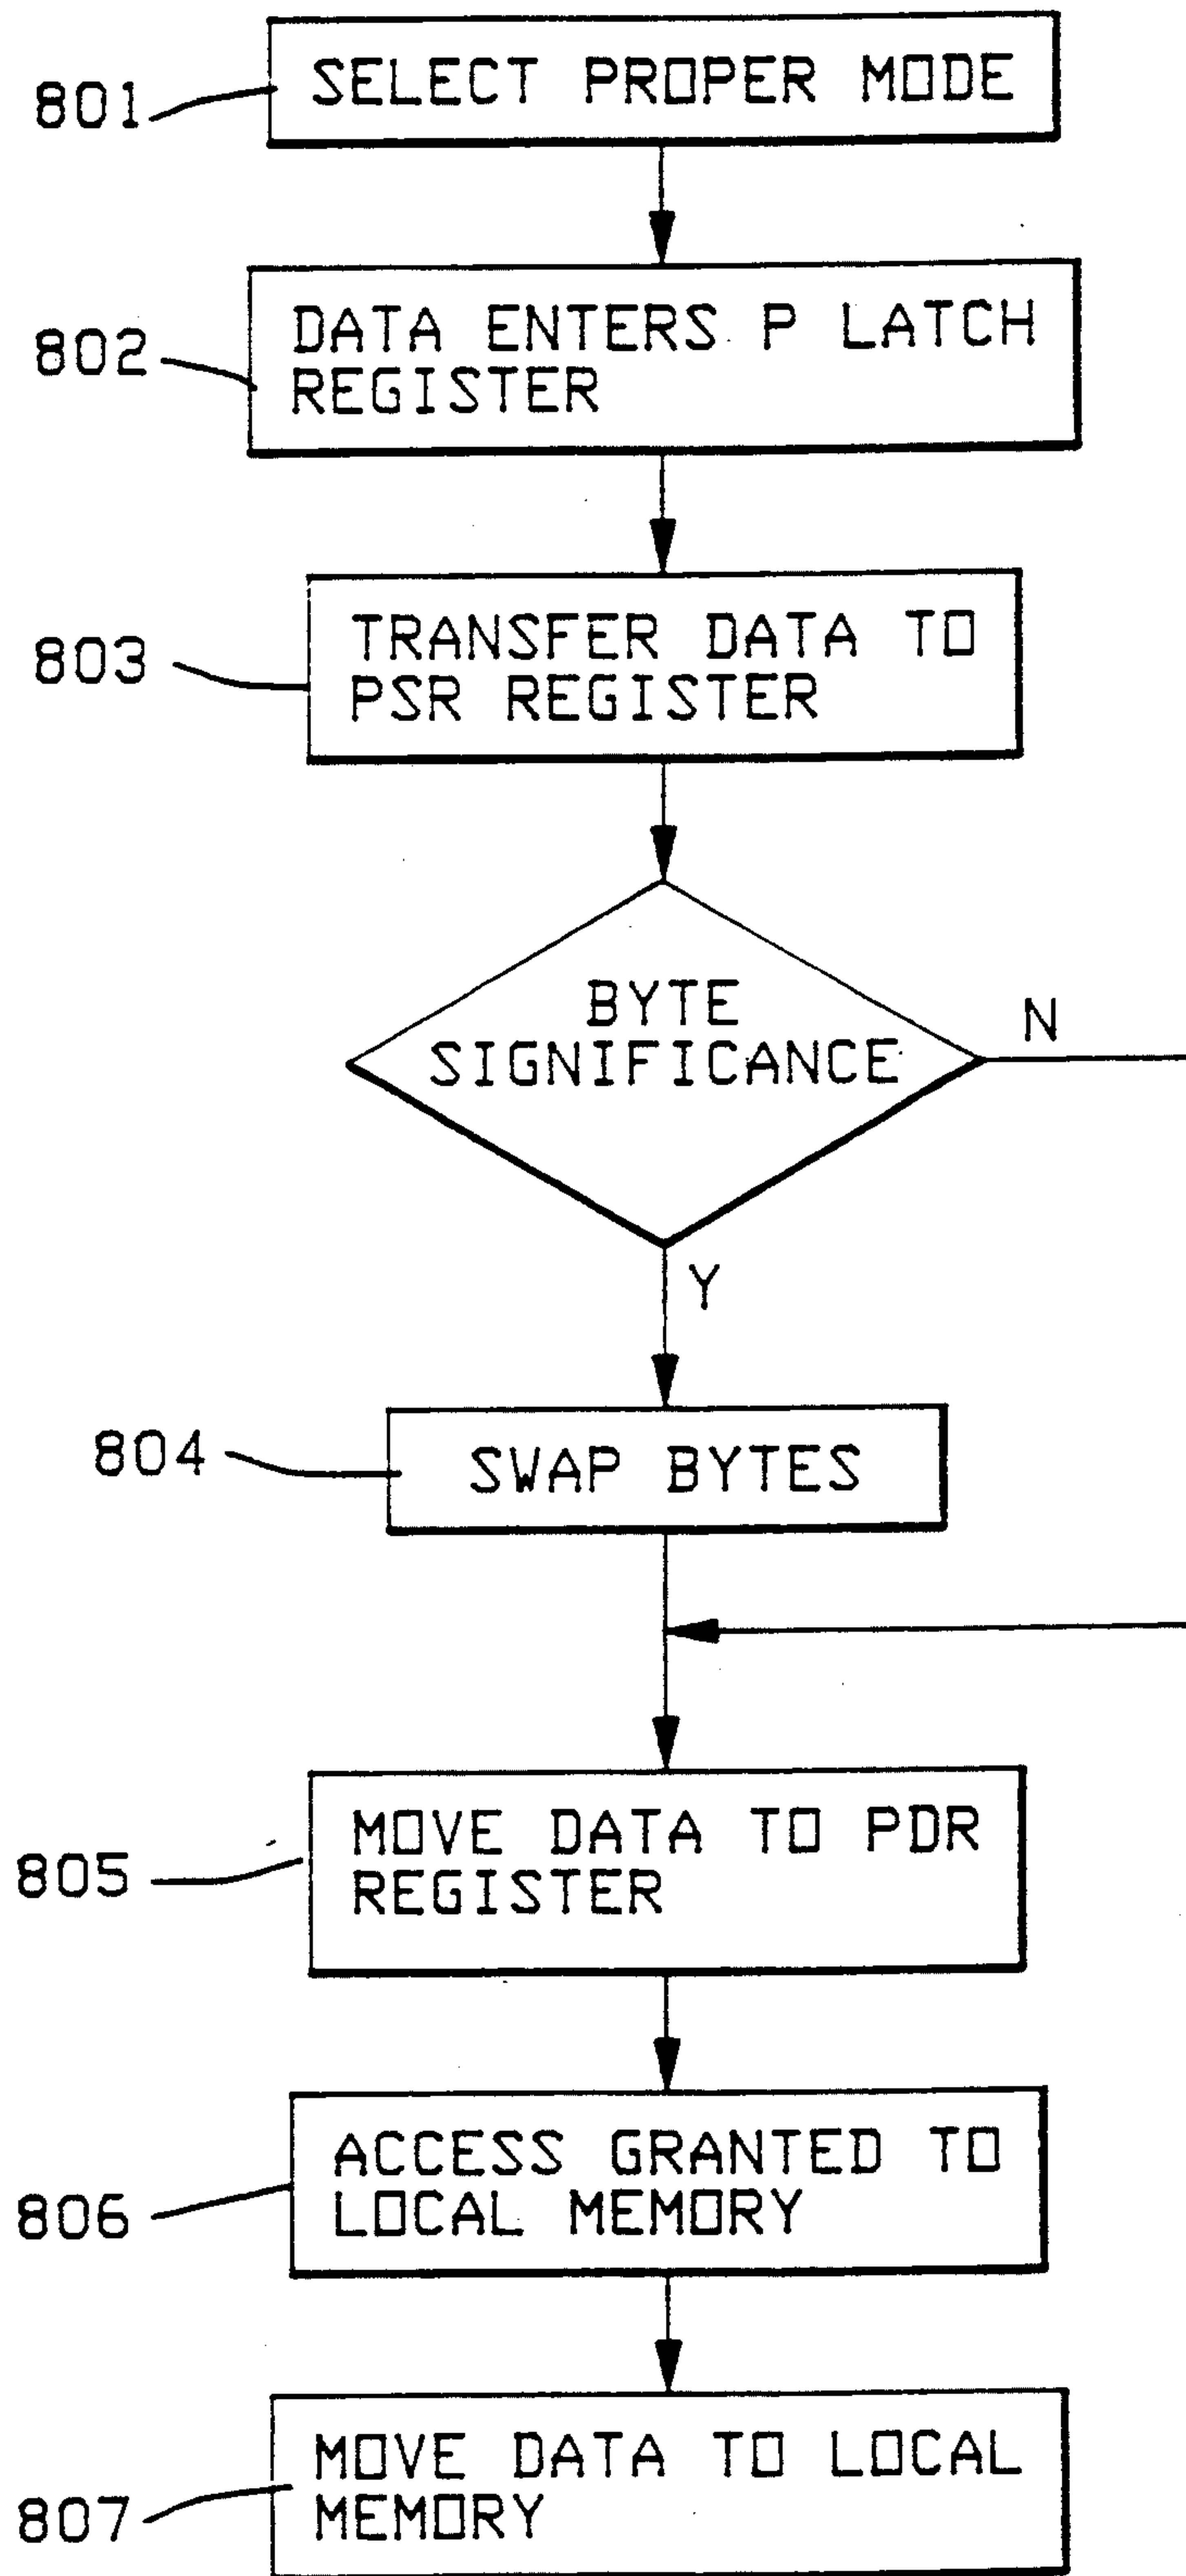 801
SELECT PROPER MODE
802
DATA ENTERS P LATCH
REGISTER
803
TRANSFER DATA TO
PSR REGISTER
BYTE
SIGNIFICANCE
N
Y
804
SWAP BYTES
805
MOVE DATA TO PDR
REGISTER
806
ACCESS GRANTED TO
LOCAL MEMORY
807
MOVE DATA TO LOCAL
MEMORY